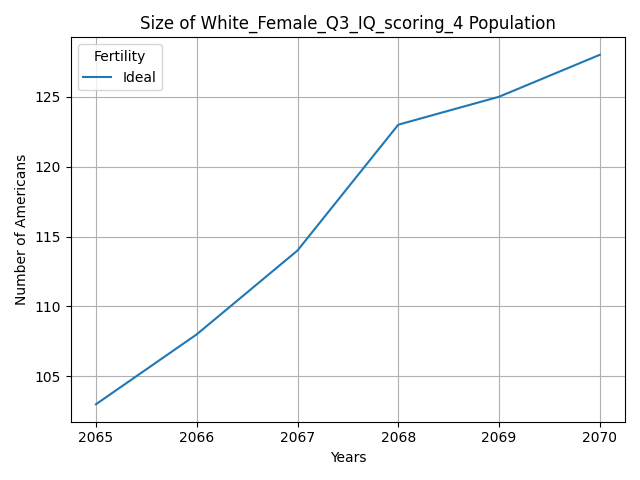 Size of White_Female_Q3_IQ_scoring_4 Population
Fertility
Ideal
Number of Americans
125
120
115
110
105
2065 2066 2067 2068 2069 2070
Years